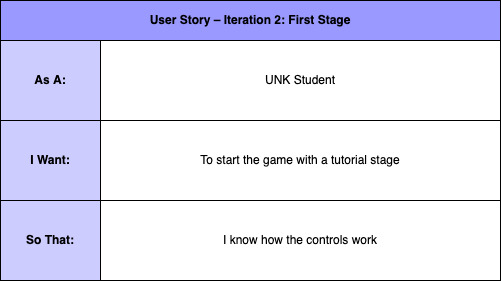 User Story – Iteration 2: First Stage
As A:
UNK Student
I Want:
To start the game with a tutorial stage
So That:
I know how the controls work